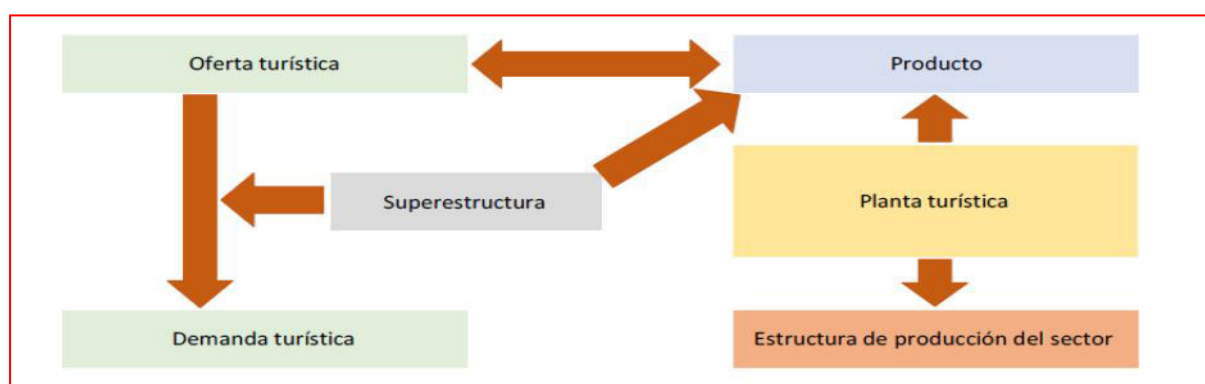 Oferta turística
Producto
Superestructura
Planta turística
Demanda turística
Estructura de producción del sector